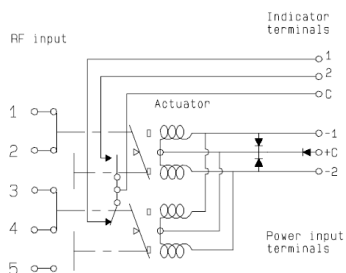 Indicator
terminals
RF input
1
2
C
Actuator
1
2
3
4
5
-1
+C
-2
Power input
terminals